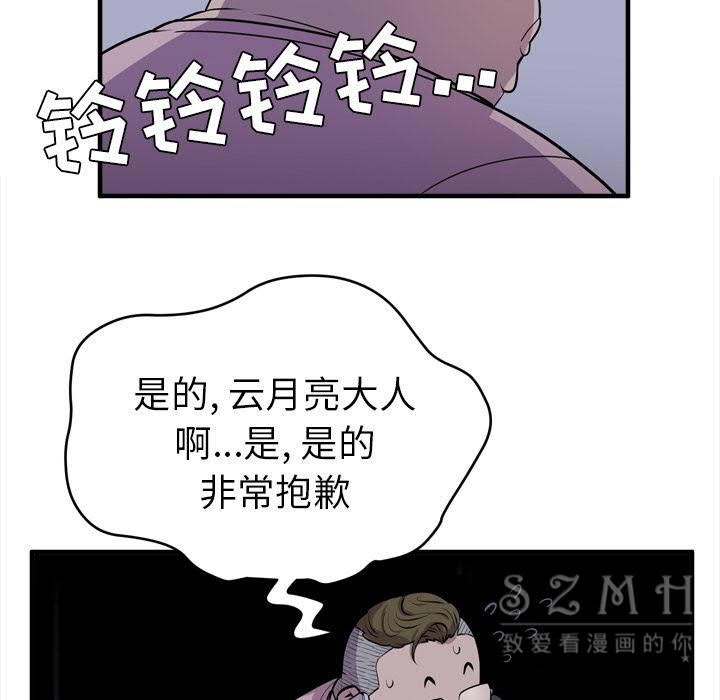 铃铃铃铃...
是的, 云月亮大人
啊...是, 是的
非常抱歉
SZMH
致爱看漫画的你